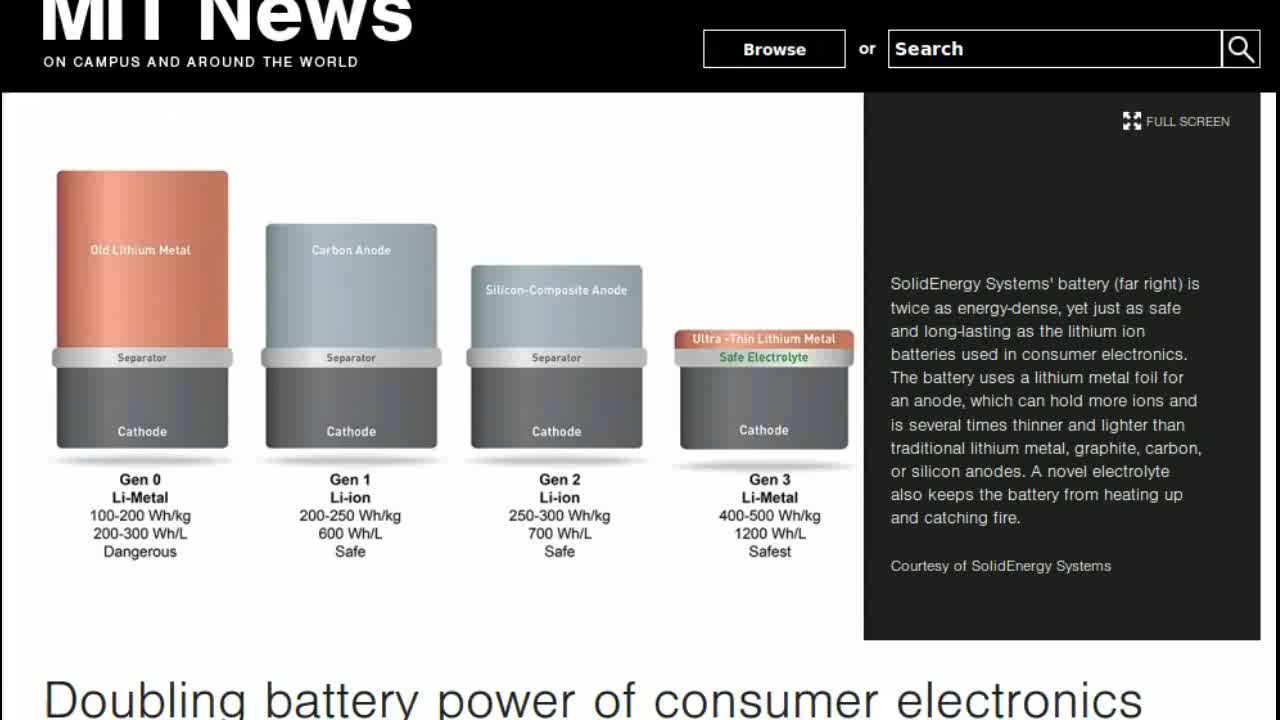 MIT News
ON CAMPUS AND AROUND THE WORLD
Browse or Search
FULL SCREEN
Old Lithium Metal
Separator
Cathode
Gen 0
Li-Metal
100-200 Wh/kg
200-300 Wh/L
Dangerous
Carbon Anode
Separator
Cathode
Gen 1
Li-ion
200-250 Wh/kg
600 Wh/L
Safe
Silicon-Composite Anode
Separator
Cathode
Gen 2
Li-ion
250-300 Wh/kg
700 Wh/L
Safe
Ultra -Thin Lithium Metal
Safe Electrolyte
Cathode
Gen 3
Li-Metal
400-500 Wh/kg
1200 Wh/L
Safest
SolidEnergy Systems' battery (far right) is
twice as energy-dense, yet just as safe
and long-lasting as the lithium ion
batteries used in consumer electronics.
The battery uses a lithium metal foil for
an anode, which can hold more ions and
is several times thinner and lighter than
traditional lithium metal, graphite, carbon,
or silicon anodes. A novel electrolyte
also keeps the battery from heating up
and catching fire.
Courtesy of SolidEnergy Systems
Doubling battery power of consumer electronics